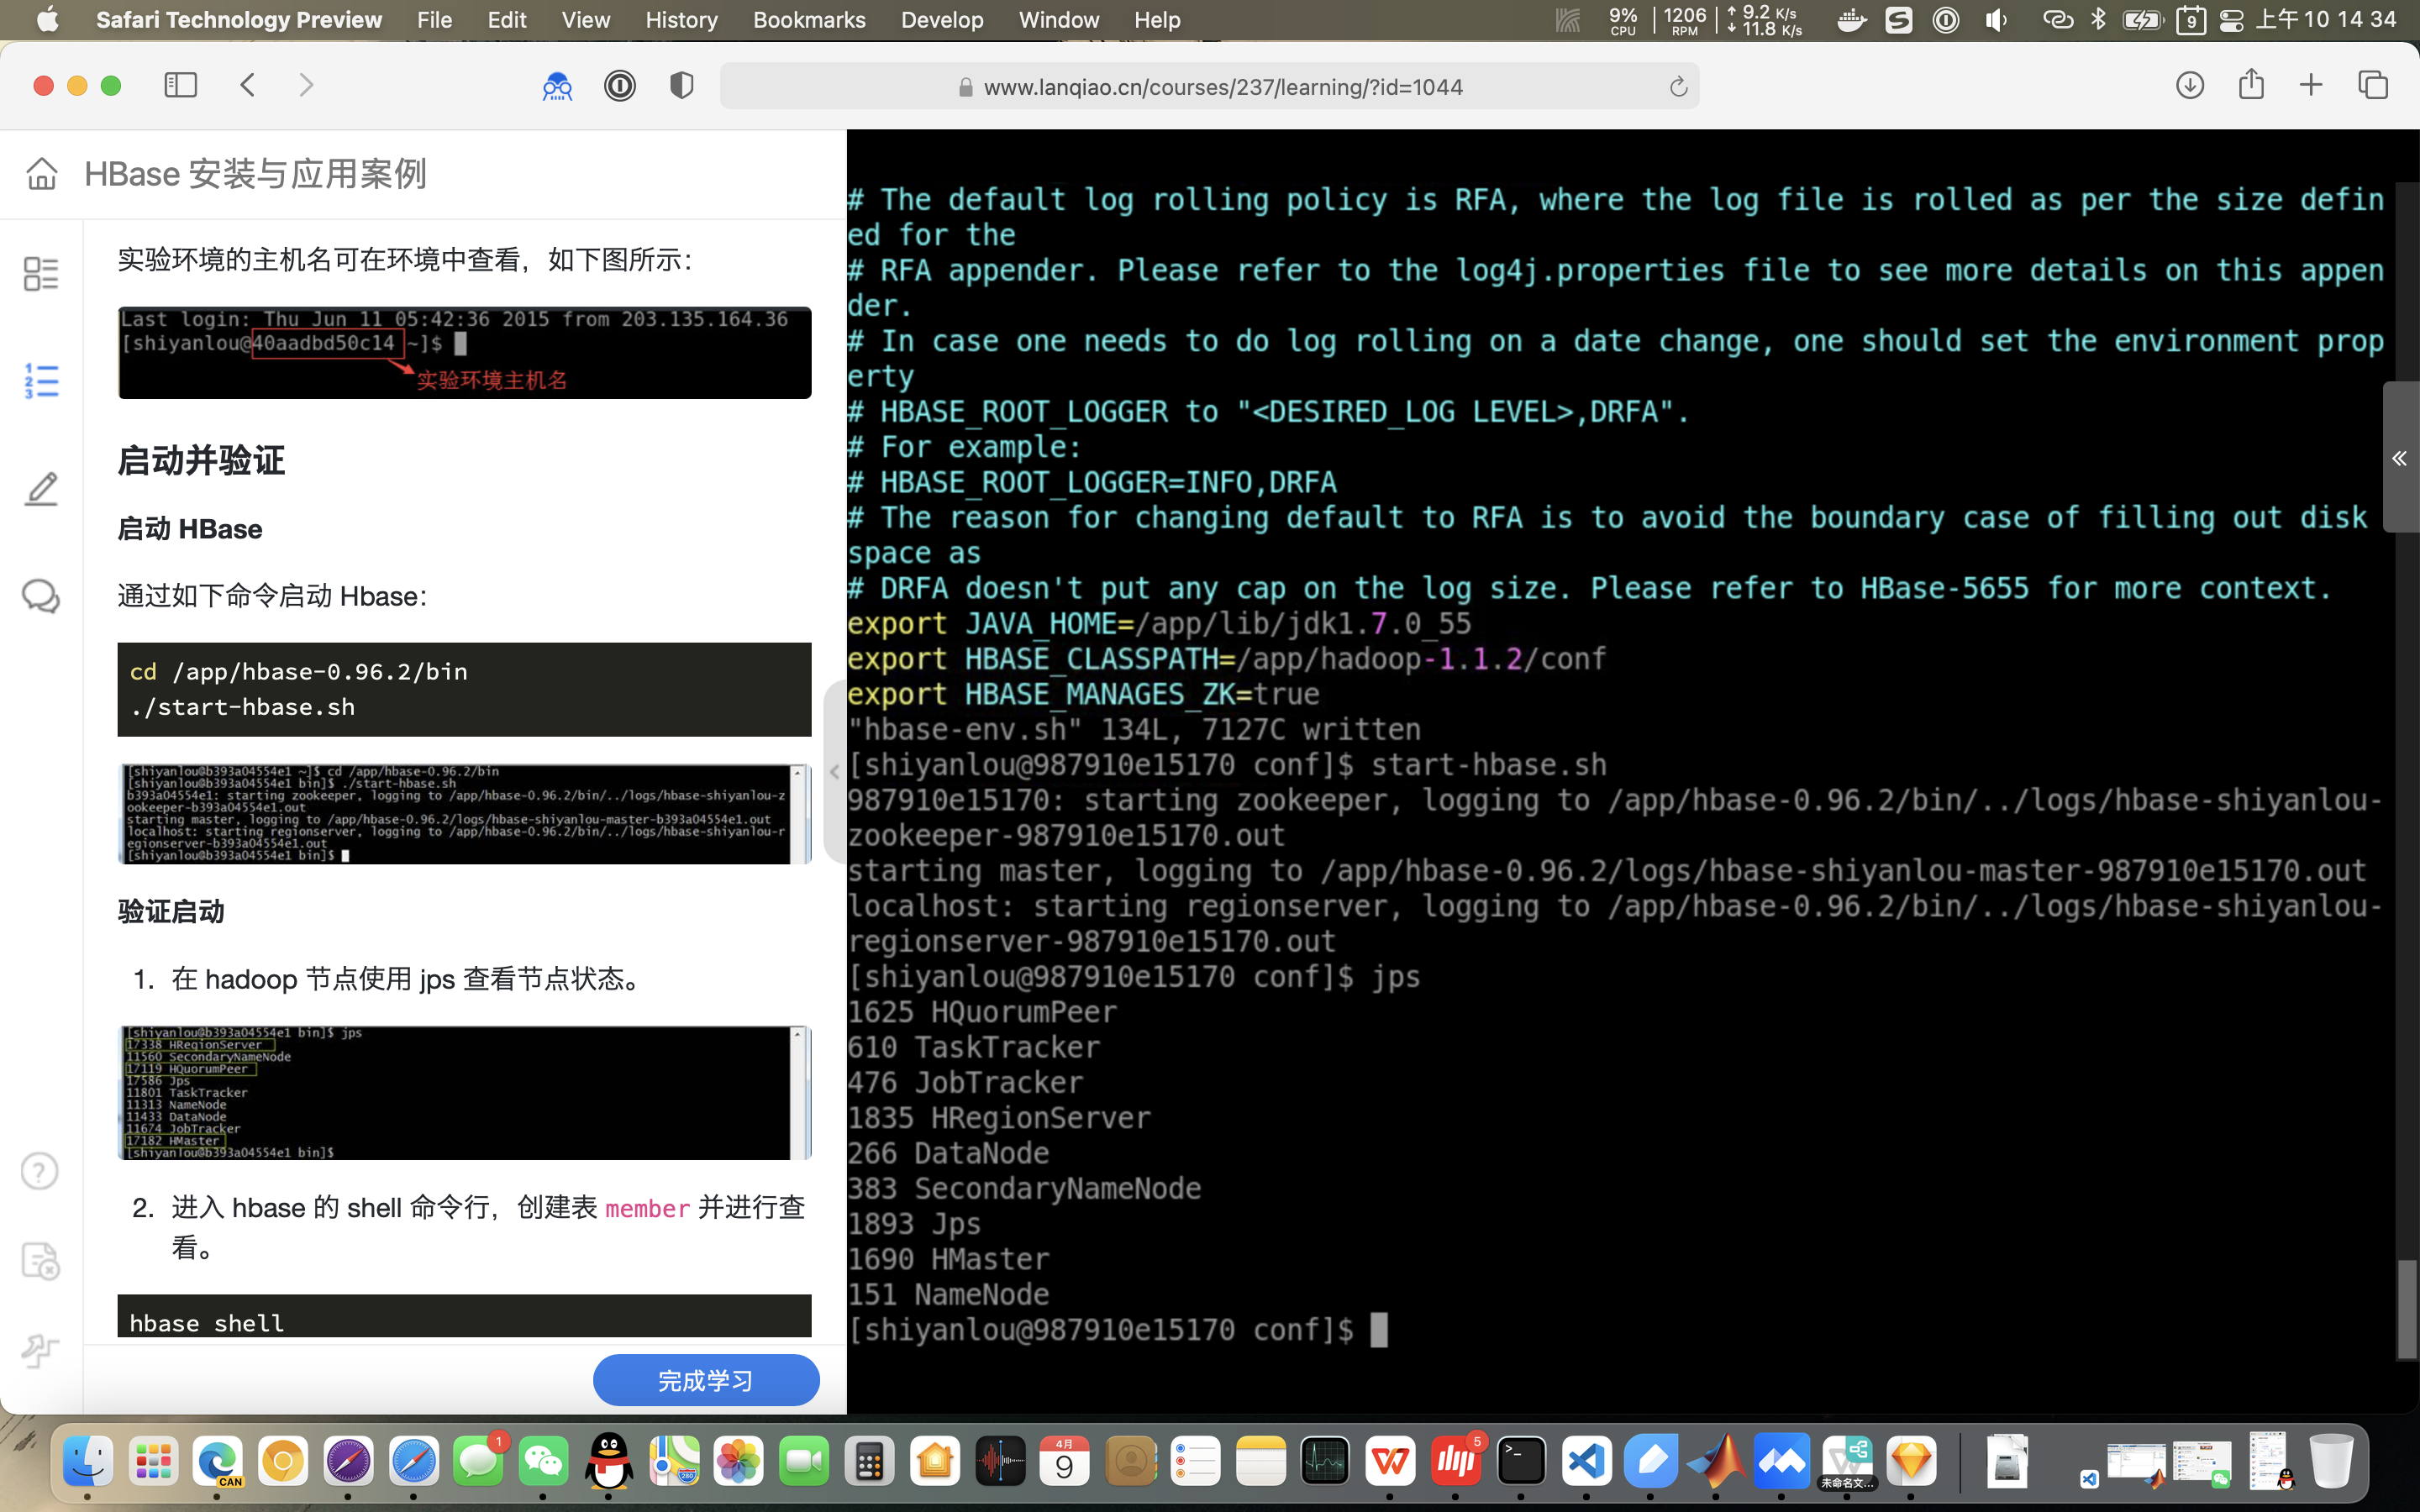 Safari Technology Preview File Edit View History Bookmarks Develop Window Help 9% CPU 1206 RPM 9.2 K/s 11.8 K/s 9 上午10 14 34
www.lanqiao.cn/courses/237/learning/?id=1044
HBase 安装与应用案例
实验环境的主机名可在环境中查看，如下图所示：
Last login: Thu Jun 11 05:42:36 2015 from 203.135.164.36
[shiyanlou@40aadbd50c14 ~]$
实验环境主机名
启动并验证
启动 HBase
通过如下命令启动 Hbase：
cd /app/hbase-0.96.2/bin
./start-hbase.sh
[shiyanlou@b393a04554e1 ~]$ cd /app/hbase-0.96.2/bin
[shiyanlou@b393a04554e1 bin]$ ./start-hbase.sh
b393a04554e1: starting zookeeper, logging to /app/hbase-0.96.2/bin/../logs/hbase-shiyanlou-z
ookeeper-b393a04554e1.out
starting master, logging to /app/hbase-0.96.2/logs/hbase-shiyanlou-master-b393a04554e1.out
localhost: starting regionserver, logging to /app/hbase-0.96.2/bin/../logs/hbase-shiyanlou-r
egionserver-b393a04554e1.out
[shiyanlou@b393a04554e1 bin]$
验证启动
1. 在 hadoop 节点使用 jps 查看节点状态。
[shiyanlou@b393a04554e1 bin]$ jps
17338 HRegionServer
11560 SecondaryNameNode
17119 HQuorumPeer
17586 Jps
11801 TaskTracker
11313 NameNode
11433 DataNode
11674 JobTracker
17182 HMaster
[shiyanlou@b393a04554e1 bin]$
2. 进入 hbase 的 shell 命令行，创建表 member 并进行查
看。
hbase shell
完成学习
# The default log rolling policy is RFA, where the log file is rolled as per the size defin
ed for the
# RFA appender. Please refer to the log4j.properties file to see more details on this appen
der.
# In case one needs to do log rolling on a date change, one should set the environment prop
erty
# HBASE_ROOT_LOGGER to "<DESIRED_LOG LEVEL>,DRFA".
# For example:
# HBASE_ROOT_LOGGER=INFO,DRFA
# The reason for changing default to RFA is to avoid the boundary case of filling out disk
space as
# DRFA doesn't put any cap on the log size. Please refer to HBase-5655 for more context.
export JAVA_HOME=/app/lib/jdk1.7.0_55
export HBASE_CLASSPATH=/app/hadoop-1.1.2/conf
export HBASE_MANAGES_ZK=true
"hbase-env.sh" 134L, 7127C written
[shiyanlou@987910e15170 conf]$ start-hbase.sh
987910e15170: starting zookeeper, logging to /app/hbase-0.96.2/bin/../logs/hbase-shiyanlou-
zookeeper-987910e15170.out
starting master, logging to /app/hbase-0.96.2/logs/hbase-shiyanlou-master-987910e15170.out
localhost: starting regionserver, logging to /app/hbase-0.96.2/bin/../logs/hbase-shiyanlou-
regionserver-987910e15170.out
[shiyanlou@987910e15170 conf]$ jps
1625 HQuorumPeer
610 TaskTracker
476 JobTracker
1835 HRegionServer
266 DataNode
383 SecondaryNameNode
1893 Jps
1690 HMaster
151 NameNode
[shiyanlou@987910e15170 conf]$
CAN 1 280 4月 9 5 未命名文...